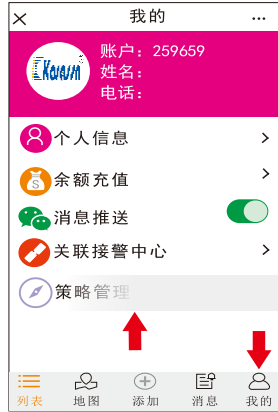 我的
账户：259659
姓名：
电话：
个人信息
余额充值
消息推送
关联接警中心
策略管理
列表 地图 添加 消息 我的